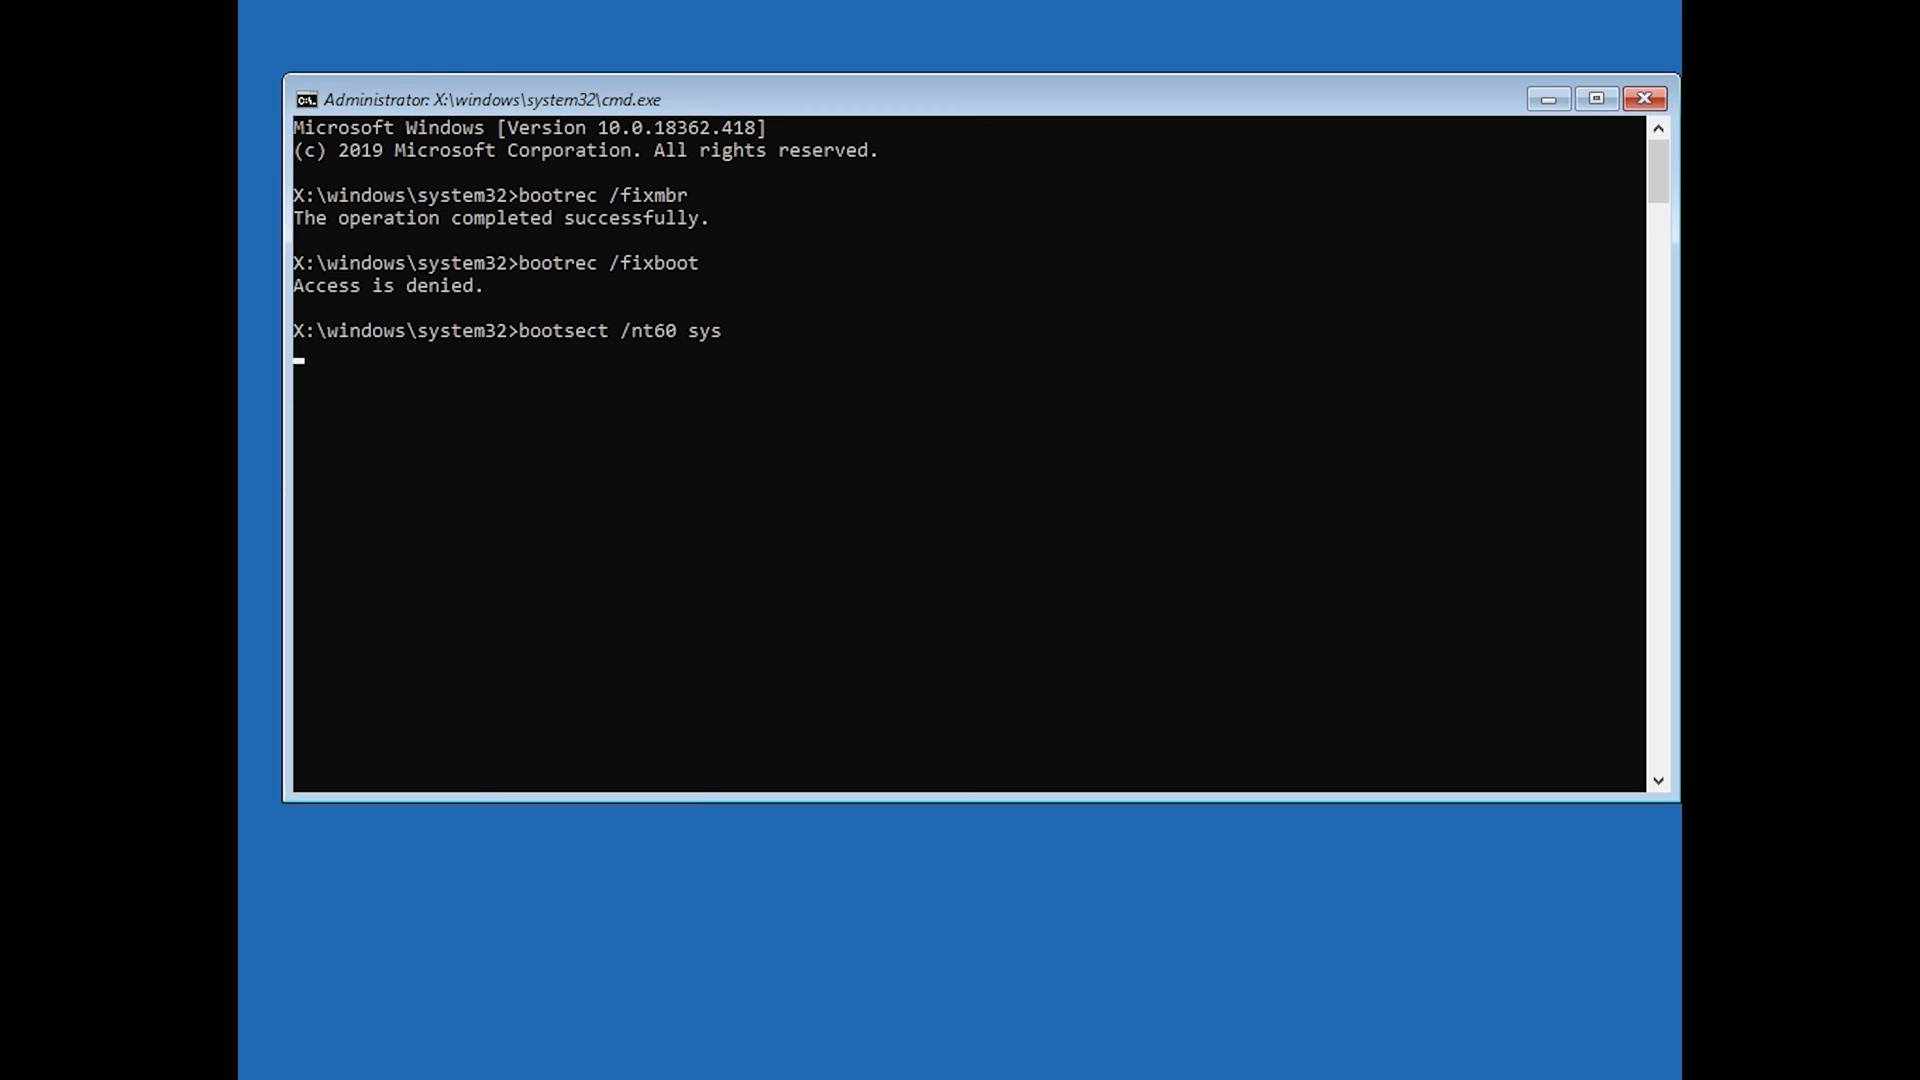 Administrator: X:\windows\system32\cmd.exe
Microsoft Windows [Version 10.0.18362.418]
(c) 2019 Microsoft Corporation. All rights reserved.
X:\windows\system32>bootrec /fixmbr
The operation completed successfully.
X:\windows\system32>bootrec /fixboot
Access is denied.
X:\windows\system32>bootsect /nt60 sys